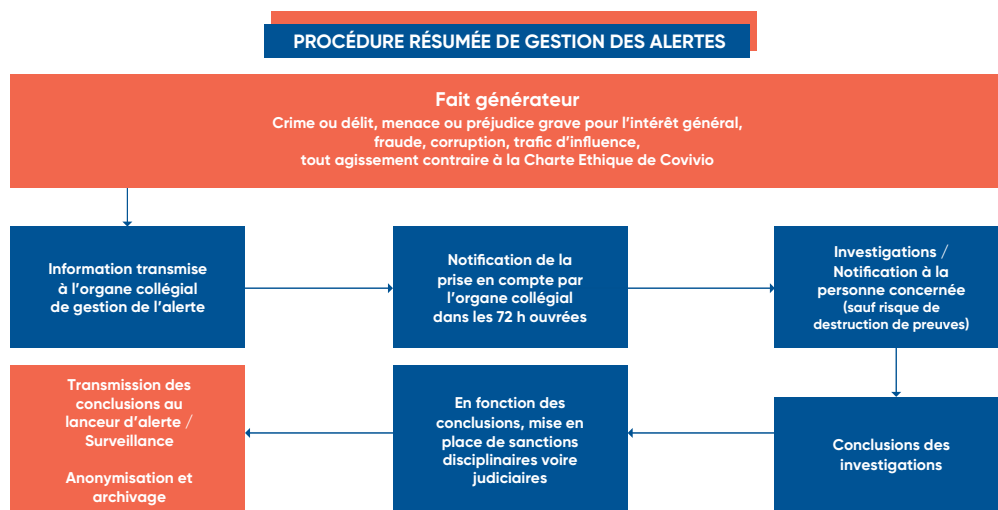 PROCÉDURE RÉSUMÉE DE GESTION DES ALERTES
Fait générateur
Crime ou délit, menace ou préjudice grave pour l'intérêt général,
fraude, corruption, trafic d'influence,
tout agissement contraire à la Charte Ethique de Covivio
Information transmise
à l'organe collégial
de gestion de l'alerte
Notification de la
prise en compte par
l'organe collégial
dans les 72 h ouvrées
Investigations /
Notification à la
personne concernée
(sauf risque de
destruction de preuves)
Conclusions des
investigations
En fonction des
conclusions, mise en
place de sanctions
disciplinaires voire
judiciaires
Transmission des
conclusions au
lanceur d'alerte /
Surveillance
Anonymisation et
archivage